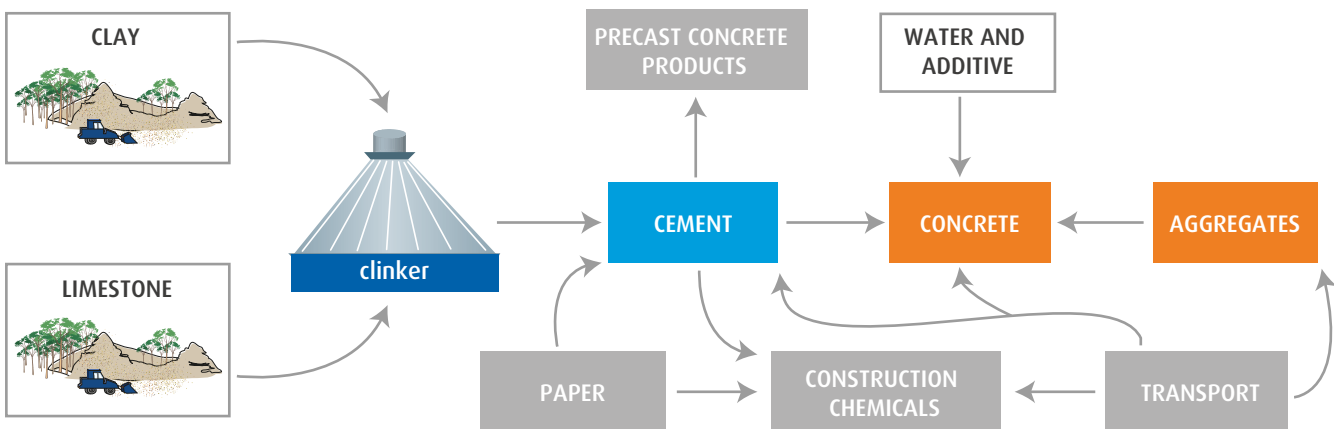 CLAY
PRECAST CONCRETE
PRODUCTS
WATER AND
ADDITIVE
CEMENT
CONCRETE
AGGREGATES
clinker
LIMESTONE
PAPER
CONSTRUCTION
CHEMICALS
TRANSPORT